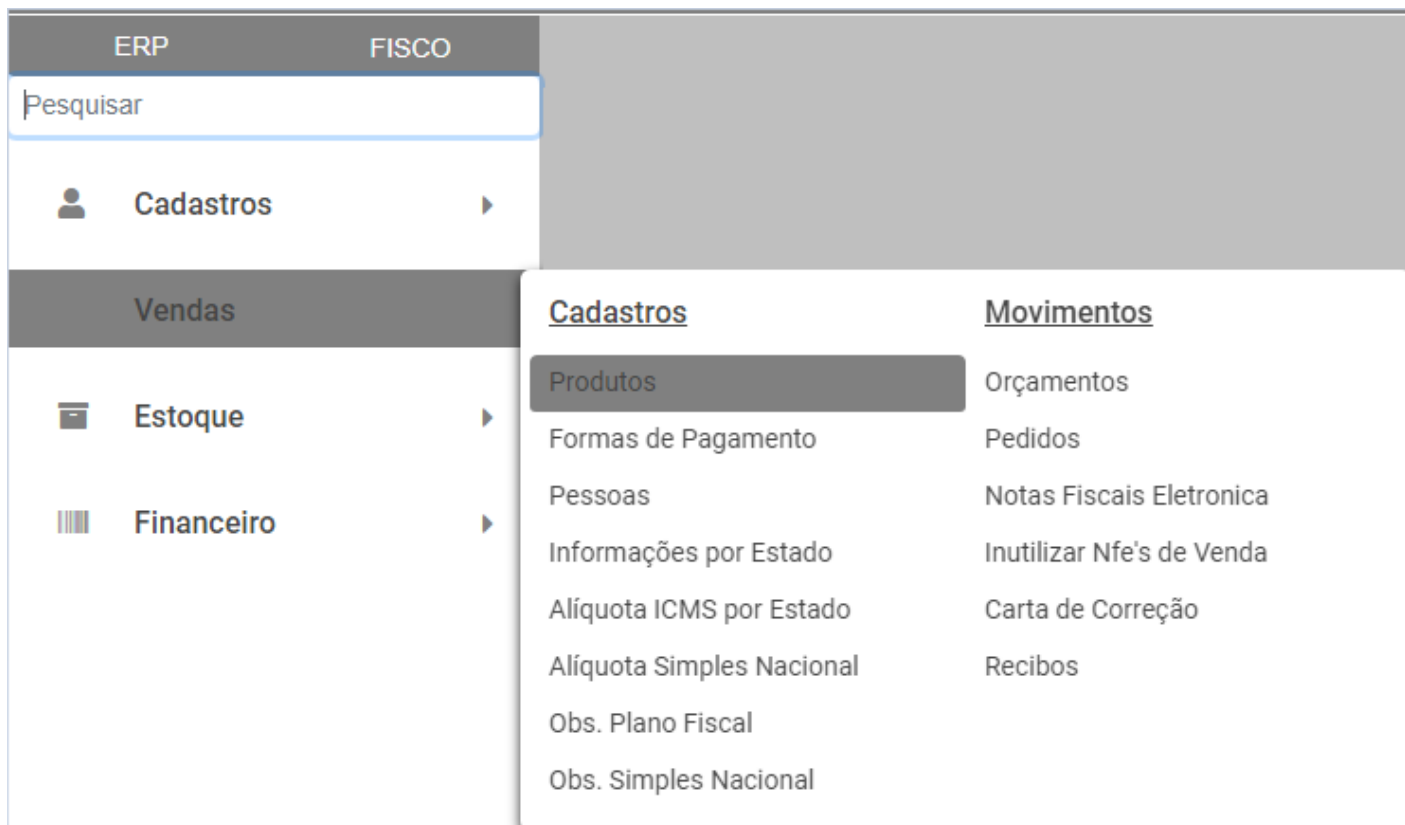 ERP FISCO
Pesquisar
Cadastros
Vendas
Estoque
Financeiro
Cadastros
Produtos
Formas de Pagamento
Pessoas
Informações por Estado
Alíquota ICMS por Estado
Alíquota Simples Nacional
Obs. Plano Fiscal
Obs. Simples Nacional
Movimentos
Orçamentos
Pedidos
Notas Fiscais Eletronica
Inutilizar Nfe's de Venda
Carta de Correção
Recibos